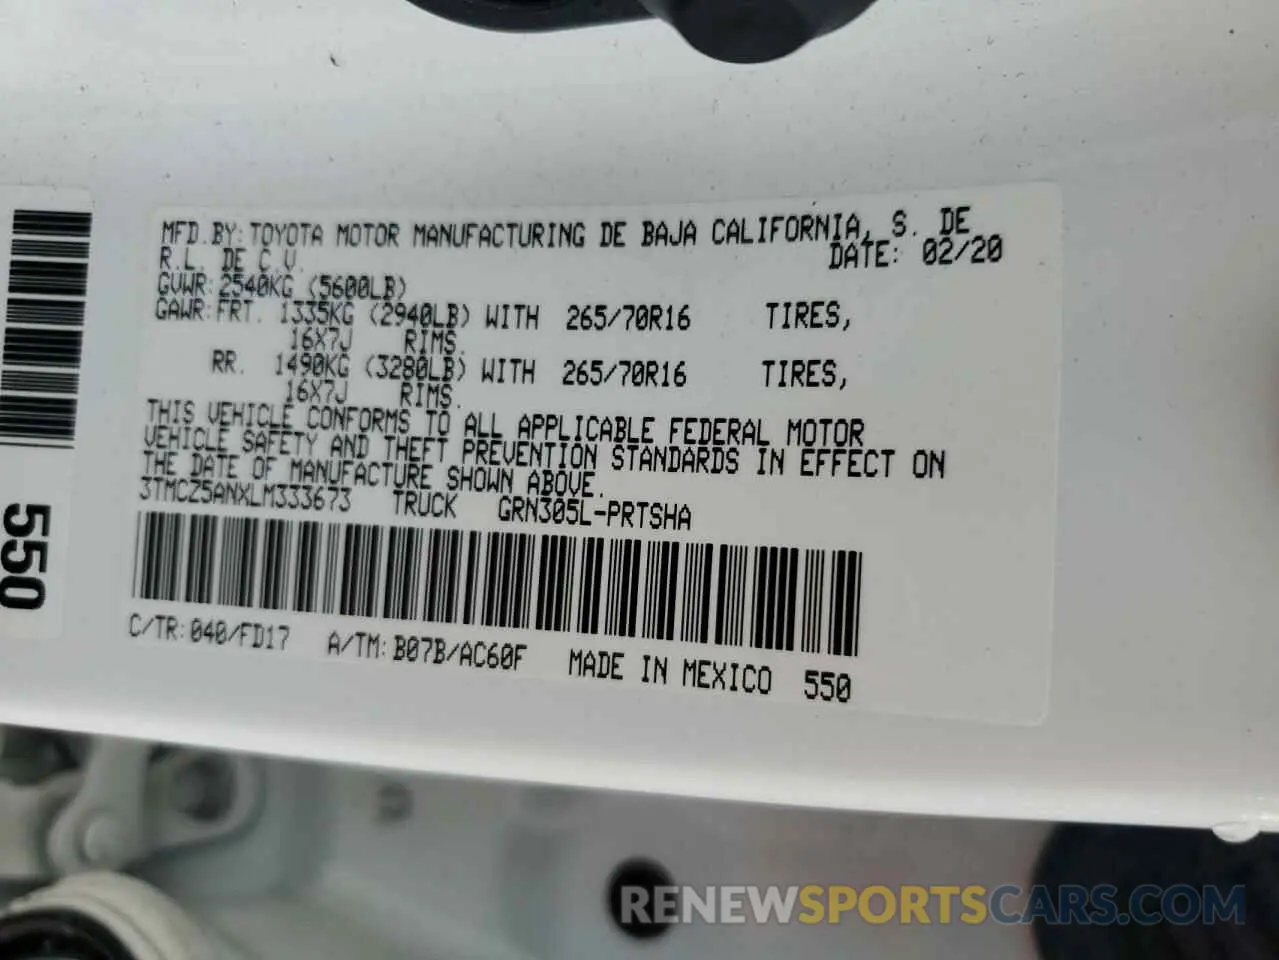 MFD.BY:TOYOTA MOTOR MANUFACTURING DE BAJA CALIFORNIA, S. DE
R.L. DE C.V. DATE: 02/20
GVWR:2540KG (5600LB)
GAWR:FRT. 1335KG (2940LB) WITH 265/70R16 TIRES,
16X7J RIMS.
RR. 1490KG (3280LB) WITH 265/70R16 TIRES,
16X7J RIMS.
THIS VEHICLE CONFORMS TO ALL APPLICABLE FEDERAL MOTOR
VEHICLE SAFETY AND THEFT PREVENTION STANDARDS IN EFFECT ON
THE DATE OF MANUFACTURE SHOWN ABOVE.
3TMCZ5ANXLM333673 TRUCK GRN305L-PRTSHA
C/TR:040/FD17 A/TM:B07B/AC60F MADE IN MEXICO 550
550
RENEWSPORTSCARS.COM